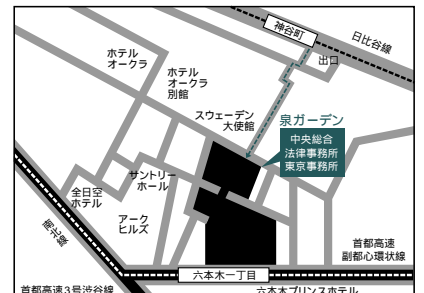 神谷町
日比谷線
出口
ホテル
オークラ
ホテル
オークラ
別館
スウェーデン
大使館
泉ガーデン
中央総合
法律事務所
東京事務所
サントリー
ホール
全日空
ホテル
南北線
アーク
ヒルズ
首都高速
副都心環状線
六本木一丁目
首都高速3号渋谷線
六本木プリンスホテル